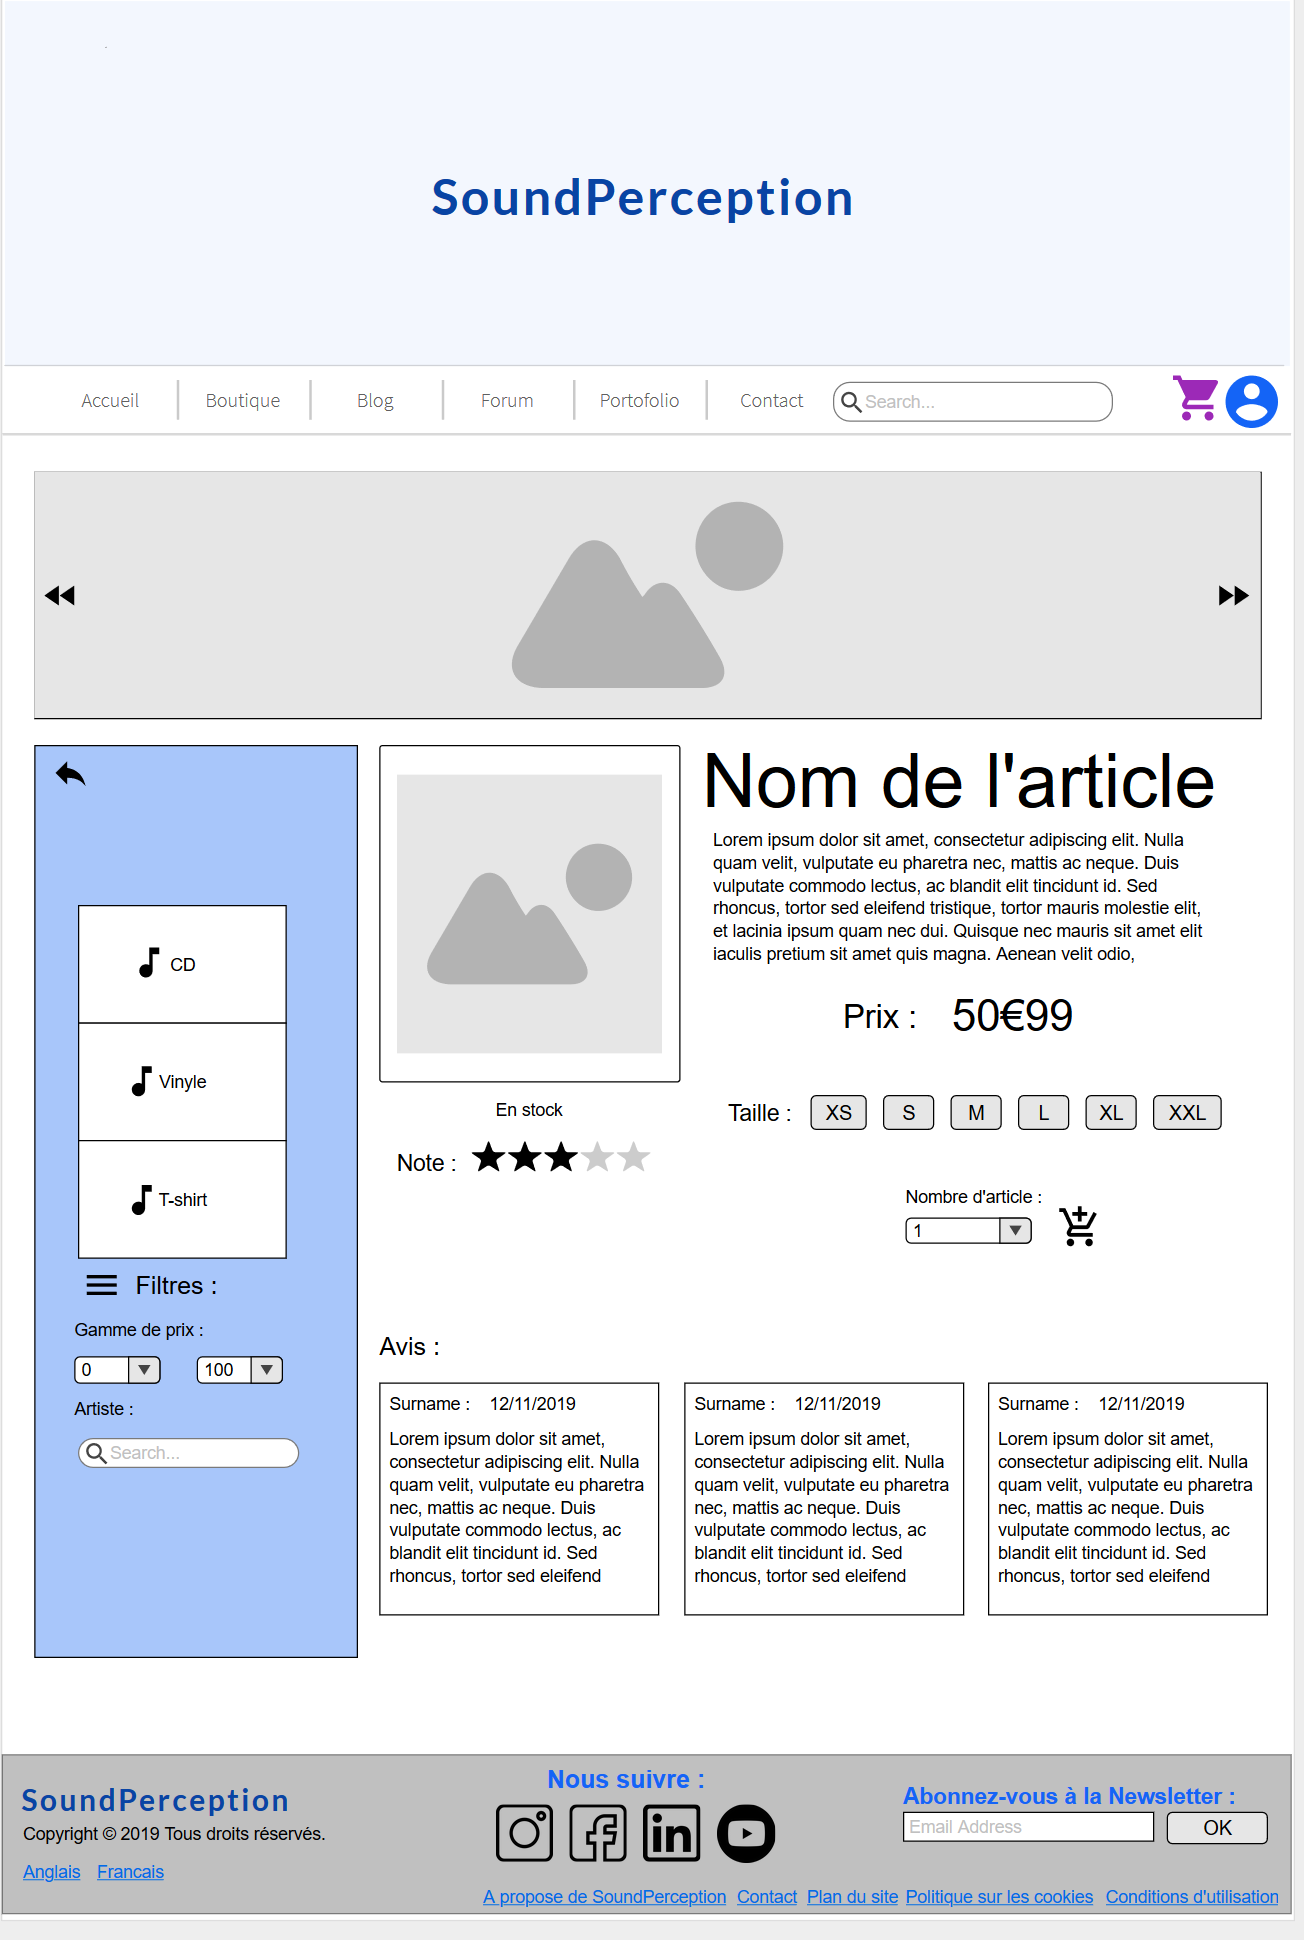 SoundPerception
Accueil
Boutique
Blog
Forum
Portofolio
Contact
Search...
Nom de l'article
Lorem ipsum dolor sit amet, consectetur adipiscing elit. Nulla
quam velit, vulputate eu pharetra nec, mattis ac neque. Duis
vulputate commodo lectus, ac blandit elit tincidunt id. Sed
rhoncus, tortor sed eleifend tristique, tortor mauris molestie elit,
et lacinia ipsum quam nec dui. Quisque nec mauris sit amet elit
iaculis pretium sit amet quis magna. Aenean velit odio,
Prix : 50€99
CD
Vinyle
T-shirt
En stock
Note :
Taille : XS S M L XL XXL
Nombre d'article :
1
Filtres :
Gamme de prix :
0 100
Artiste :
Search...
Avis :
Surname : 12/11/2019
Lorem ipsum dolor sit amet,
consectetur adipiscing elit. Nulla
quam velit, vulputate eu pharetra
nec, mattis ac neque. Duis
vulputate commodo lectus, ac
blandit elit tincidunt id. Sed
rhoncus, tortor sed eleifend
Surname : 12/11/2019
Lorem ipsum dolor sit amet,
consectetur adipiscing elit. Nulla
quam velit, vulputate eu pharetra
nec, mattis ac neque. Duis
vulputate commodo lectus, ac
blandit elit tincidunt id. Sed
rhoncus, tortor sed eleifend
Surname : 12/11/2019
Lorem ipsum dolor sit amet,
consectetur adipiscing elit. Nulla
quam velit, vulputate eu pharetra
nec, mattis ac neque. Duis
vulputate commodo lectus, ac
blandit elit tincidunt id. Sed
rhoncus, tortor sed eleifend
SoundPerception
Copyright © 2019 Tous droits réservés.
Anglais Francais
Nous suivre :
in
Abonnez-vous à la Newsletter :
Email Address
OK
A propose de SoundPerception Contact Plan du site Politique sur les cookies Conditions d'utilisation